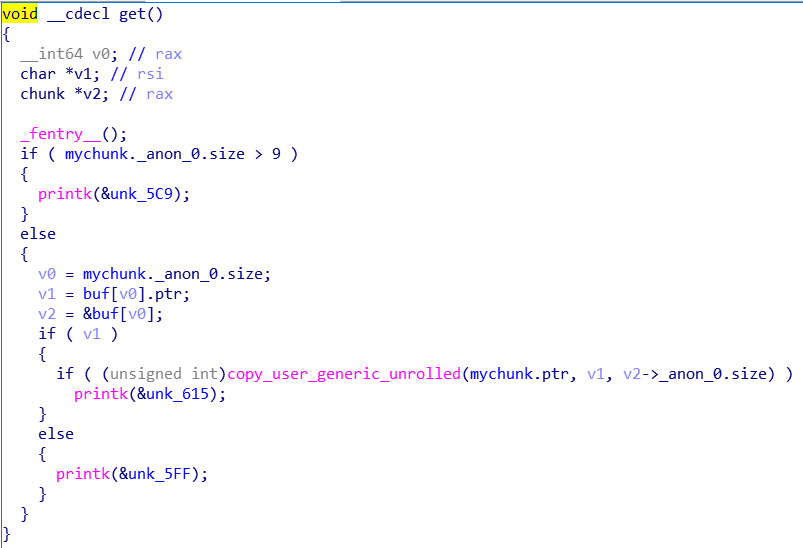 void __cdecl get()
{
  __int64 v0; // rax
  char *v1; // rsi
  chunk *v2; // rax

  _fentry__();
  if ( mychunk._anon_0.size > 9 )
  {
    printk(&unk_5C9);
  }
  else
  {
    v0 = mychunk._anon_0.size;
    v1 = buf[v0].ptr;
    v2 = &buf[v0];
    if ( v1 )
    {
      if ( (unsigned int)copy_user_generic_unrolled(mychunk.ptr, v1, v2->_anon_0.size) )
        printk(&unk_615);
    }
    else
    {
      printk(&unk_5FF);
    }
  }
}